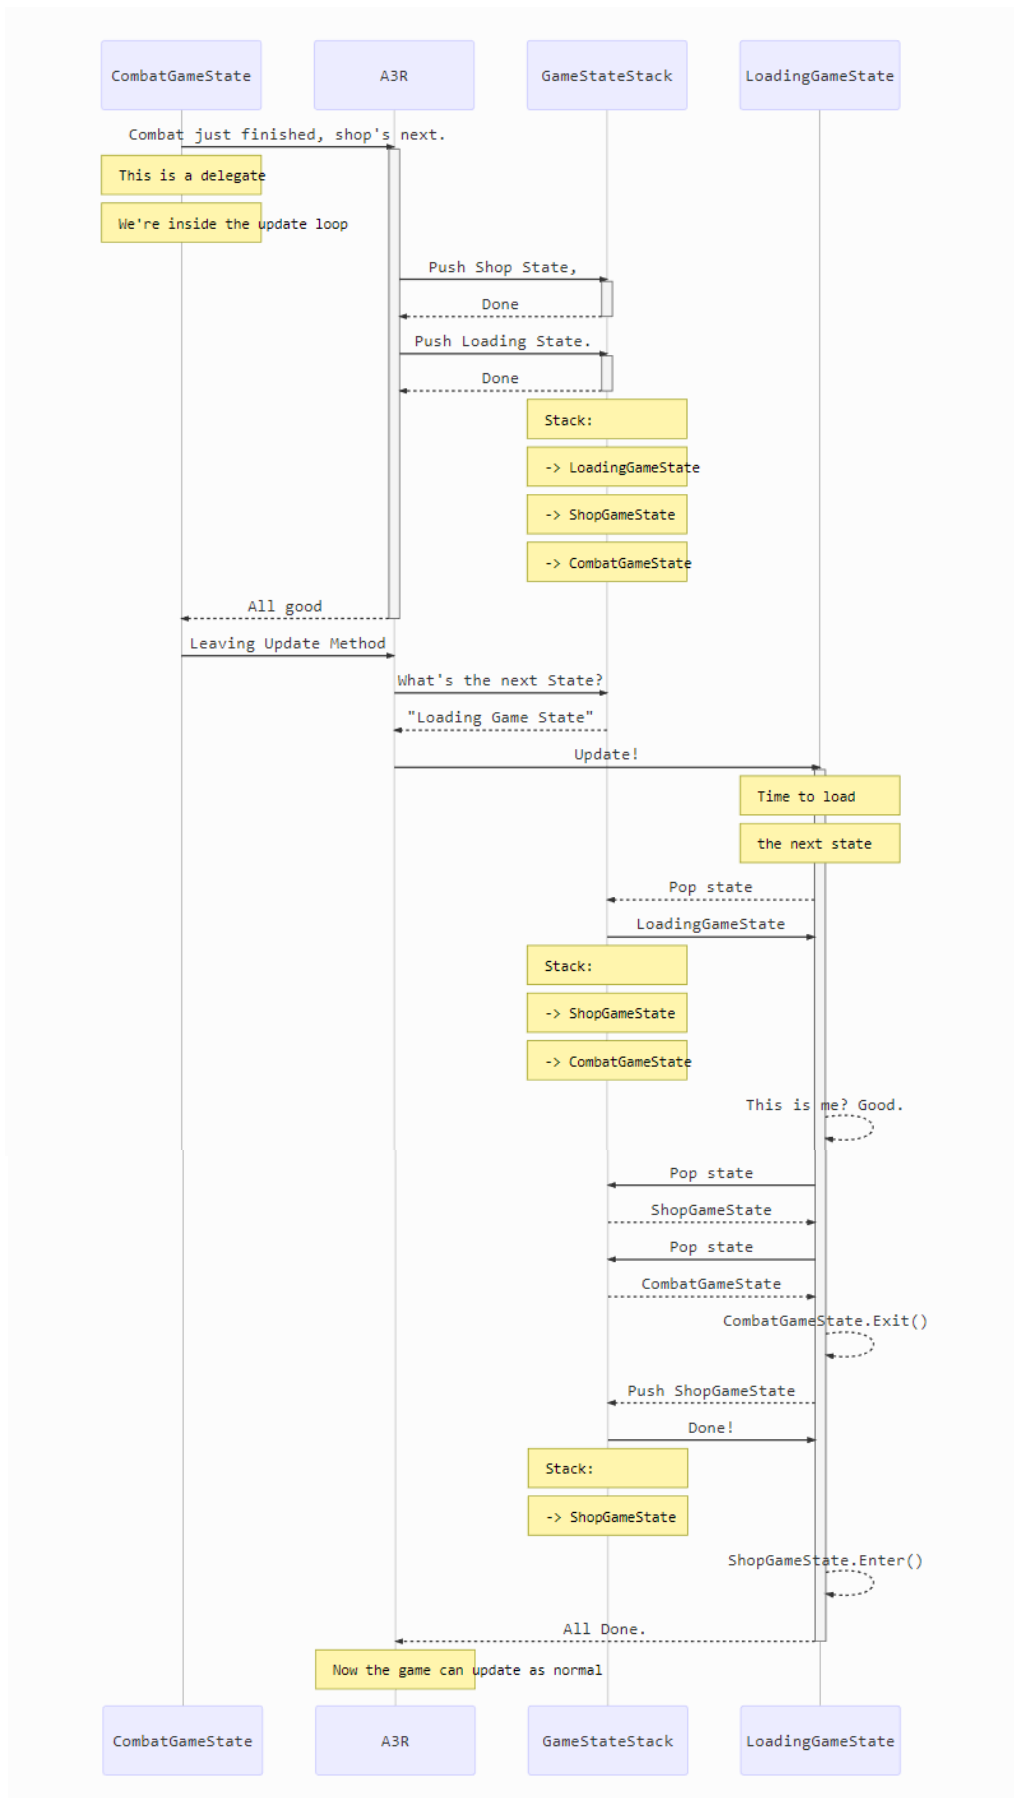 CombatGameState
A3R
GameStateStack
LoadingGameState
Combat just finished, shop's next.
This is a delegate
We're inside the update loop
Push Shop State,
Done
Push Loading State.
Done
Stack:
-> LoadingGameState
-> ShopGameState
-> CombatGameState
All good
Leaving Update Method
What's the next State?
"Loading Game State"
Update!
Time to load
the next state
Pop state
LoadingGameState
Stack:
-> ShopGameState
-> CombatGameState
This is me? Good.
Pop state
ShopGameState
Pop state
CombatGameState
CombatGameState.Exit()
Push ShopGameState
Done!
Stack:
-> ShopGameState
ShopGameState.Enter()
All Done.
Now the game can update as normal
CombatGameState
A3R
GameStateStack
LoadingGameState